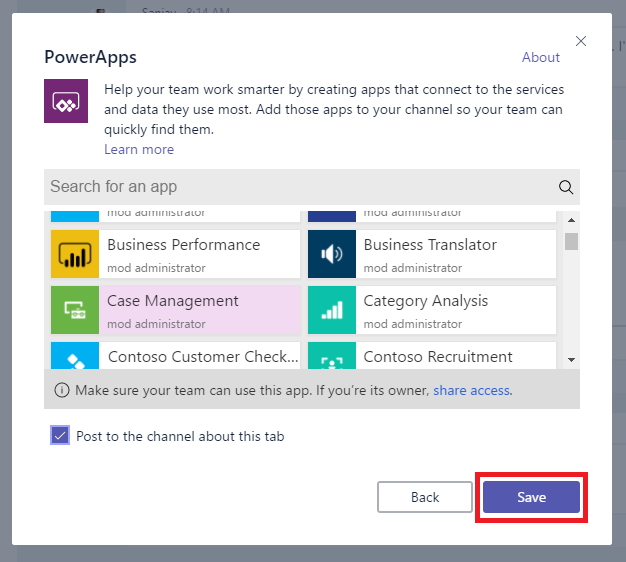 Sanjay 8:14 AM
. I'
PowerApps
About
Help your team work smarter by creating apps that connect to the services
and data they use most. Add those apps to your channel so your team can
quickly find them.
Learn more
Search for an app
mod administrator
mod administrator
Business Performance
mod administrator
Business Translator
mod administrator
Case Management
mod administrator
Category Analysis
mod administrator
Contoso Customer Check...
Contoso Recruitment
Make sure your team can use this app. If you’re its owner, share access.
Post to the channel about this tab
Back
Save